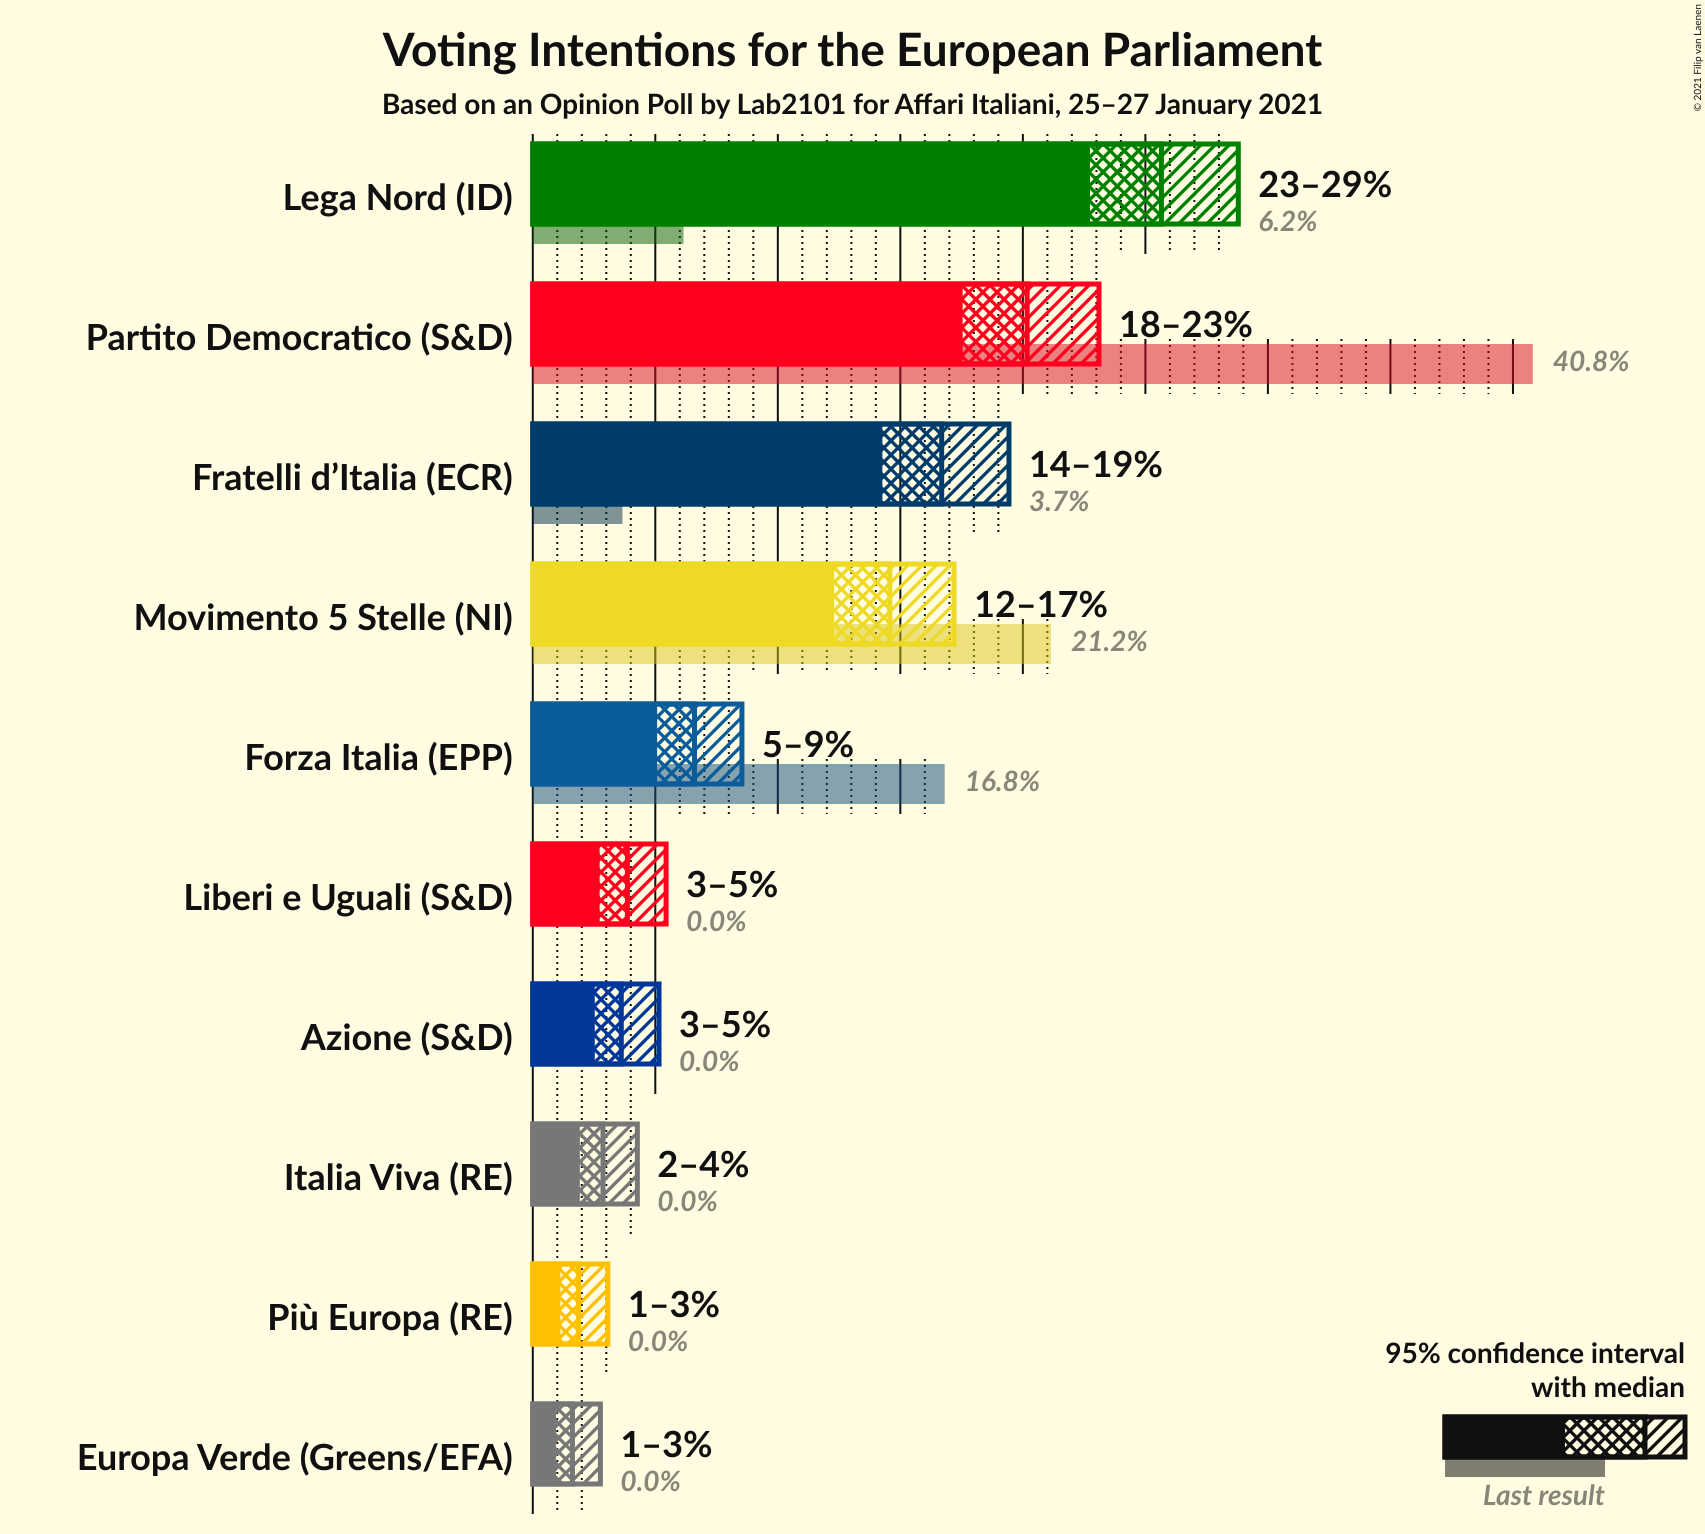 Voting Intentions for the European Parliament
Based on an Opinion Poll by Lab2101 for Affari Italiani, 25–27 January 2021
© 2021 Filip van Laenen
Lega Nord (ID)
23–29%
6.2%
Partito Democratico (S&D)
18–23%
40.8%
Fratelli d’Italia (ECR)
14–19%
3.7%
Movimento 5 Stelle (NI)
12–17%
21.2%
Forza Italia (EPP)
5–9%
16.8%
Liberi e Uguali (S&D)
3–5%
0.0%
Azione (S&D)
3–5%
0.0%
Italia Viva (RE)
2–4%
0.0%
Più Europa (RE)
1–3%
0.0%
Europa Verde (Greens/EFA)
1–3%
0.0%
95% confidence interval
with median
Last result